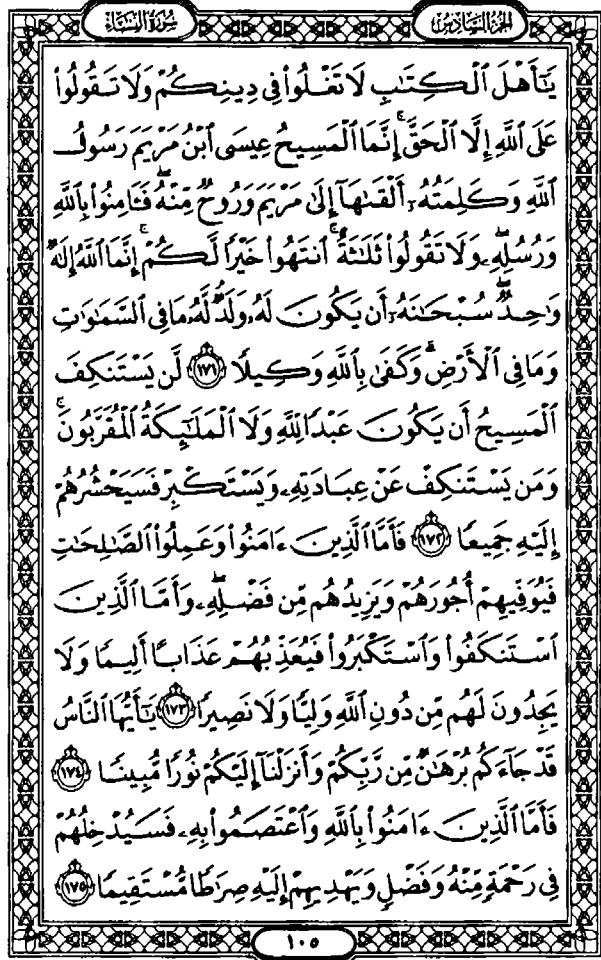 الجزء السادس
سورة النساء
يَٰٓأَهْلَ ٱلْكِتَٰبِ لَا تَغْلُوا۟ فِى دِينِكُمْ وَلَا تَقُولُوا۟
عَلَى ٱللَّهِ إِلَّا ٱلْحَقَّ ۚ إِنَّمَا ٱلْمَسِيحُ عِيسَى ٱبْنُ مَرْيَمَ رَسُولُ
ٱللَّهِ وَكَلِمَتُهُۥٓ أَلْقَىٰهَآ إِلَىٰ مَرْيَمَ وَرُوحٌ مِّنْهُ ۖ فَـَٔامِنُوا۟ بِٱللَّهِ
وَرُسُلِهِۦ ۖ وَلَا تَقُولُوا۟ ثَلَٰثَةٌ ۚ ٱنتَهُوا۟ خَيْرًا لَّكُمْ ۚ إِنَّمَا ٱللَّهُ إِلَٰهٌ
وَٰحِدٌ ۖ سُبْحَٰنَهُۥٓ أَن يَكُونَ لَهُۥ وَلَدٌ ۘ لَّهُۥ مَا فِى ٱلسَّمَٰوَٰتِ
وَمَا فِى ٱلْأَرْضِ ۗ وَكَفَىٰ بِٱللَّهِ وَكِيلًا ١٧١ لَّن يَسْتَنكِفَ
ٱلْمَسِيحُ أَن يَكُونَ عَبْدًا لِّلَّهِ وَلَا ٱلْمَلَٰٓئِكَةُ ٱلْمُقَرَّبُونَ ۚ
وَمَن يَسْتَنكِفْ عَنْ عِبَادَتِهِۦ وَيَسْتَكْبِرْ فَسَيَحْشُرُهُمْ
إِلَيْهِ جَمِيعًا ١٧٢ فَأَمَّا ٱلَّذِينَ ءَامَنُوا۟ وَعَمِلُوا۟ ٱلصَّٰلِحَٰتِ
فَيُوَفِّيهِمْ أُجُورَهُمْ وَيَزِيدُهُم مِّن فَضْلِهِۦ ۖ وَأَمَّا ٱلَّذِينَ
ٱسْتَنكَفُوا۟ وَٱسْتَكْبَرُوا۟ فَيُعَذِّبُهُمْ عَذَابًا أَلِيمًا وَلَا
يَجِدُونَ لَهُم مِّن دُونِ ٱللَّهِ وَلِيًّا وَلَا نَصِيرًا ١٧٣ يَٰٓأَيُّهَا ٱلنَّاسُ
قَدْ جَآءَكُم بُرْهَٰنٌ مِّن رَّبِّكُمْ وَأَنزَلْنَآ إِلَيْكُمْ نُورًا مُّبِينًا ١٧٤
فَأَمَّا ٱلَّذِينَ ءَامَنُوا۟ بِٱللَّهِ وَٱعْتَصَمُوا۟ بِهِۦ فَسَيُدْخِلُهُمْ
فِى رَحْمَةٍ مِّنْهُ وَفَضْلٍ وَيَهْدِيهِمْ إِلَيْهِ صِرَٰطًا مُّسْتَقِيمًا ١٧٥
١٠٥